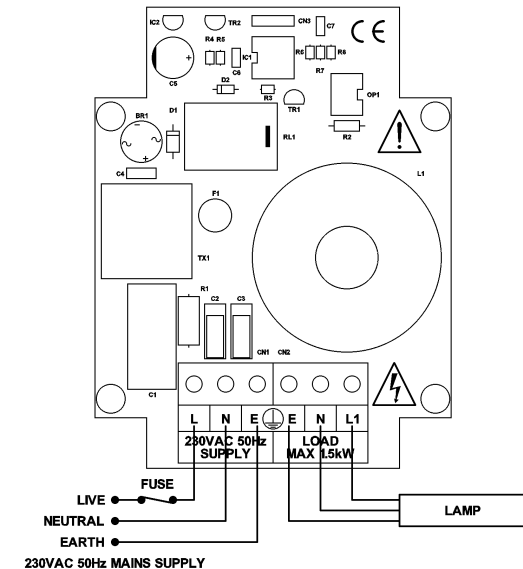 IC2 TR2 CN3 C7
R4 R5 IC1 R6 R6
C5 C6 R7
D2 R3 TR1 OP1
D1 BR1 RL1 R2
C4 L1
F1
TX1
R1
C2 C3
CN1 CN2
C1
L N E E N L1
230VAC 50Hz
SUPPLY
LOAD
MAX 1.5kW
FUSE
LIVE
NEUTRAL
EARTH
LAMP
230VAC 50Hz MAINS SUPPLY
CE